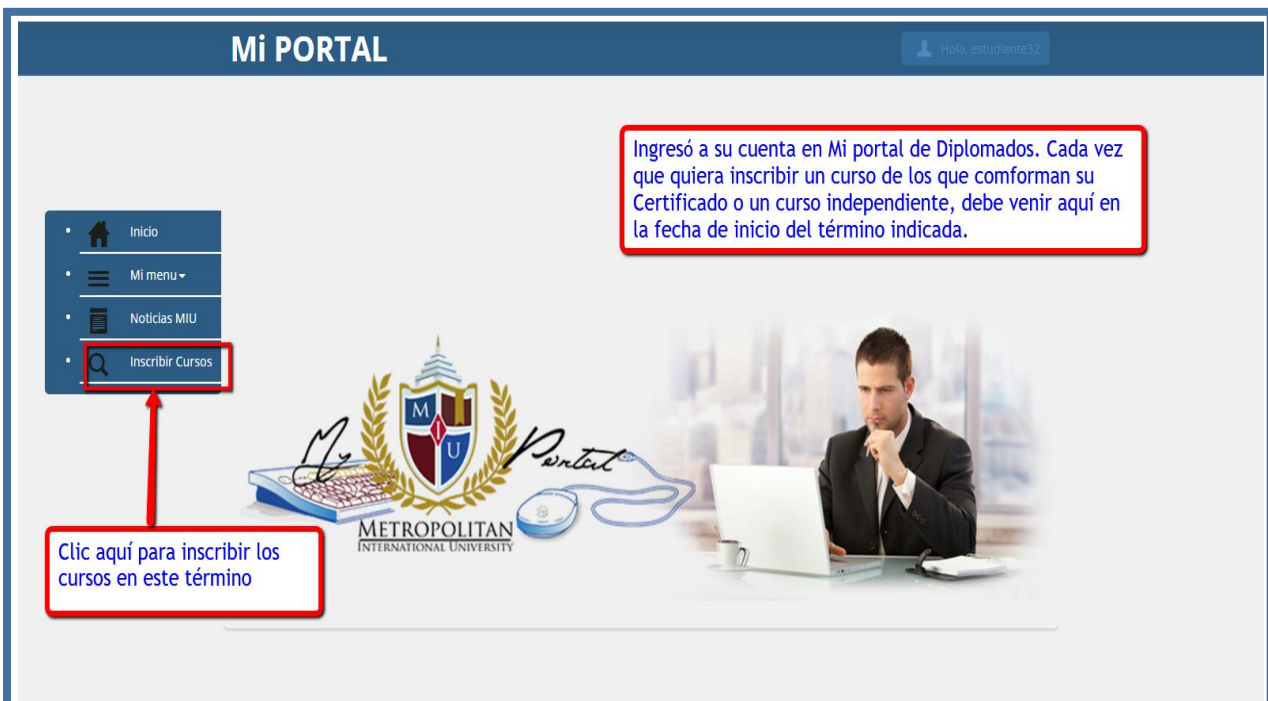 Mi PORTAL
Hola, estudiante32
Ingresó a su cuenta en Mi portal de Diplomados. Cada vez
que quiera inscribir un curso de los que comforman su
Certificado o un curso independiente, debe venir aquí en
la fecha de inicio del término indicada.
Inicio
Mi menu
Noticias MIU
Inscribir Cursos
My Portal
M I U
METROPOLITAN
INTERNATIONAL UNIVERSITY
Clic aquí para inscribir los
cursos en este término